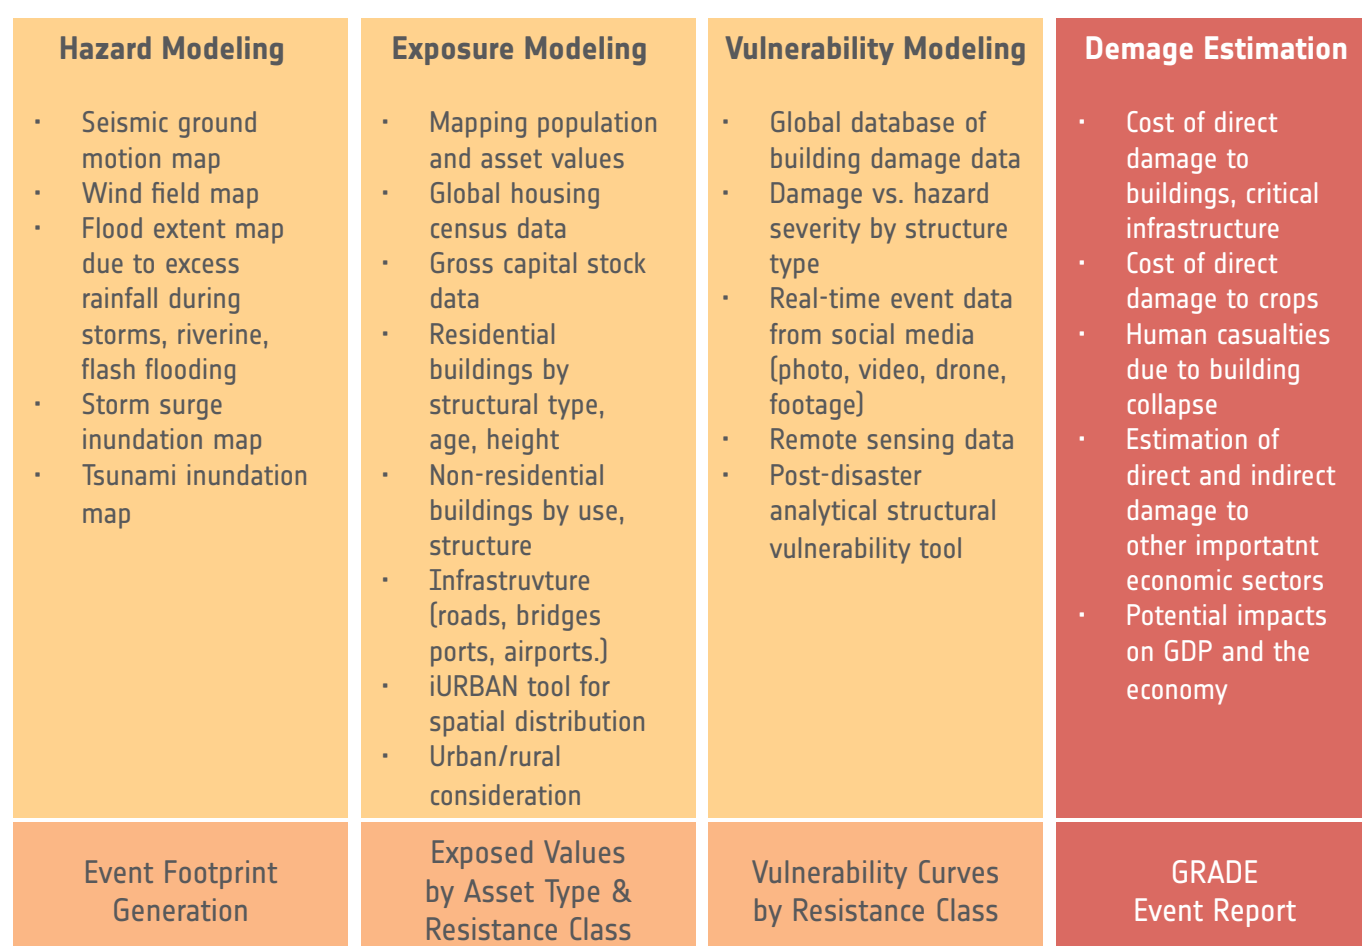 Hazard Modeling
· Seismic ground
motion map
· Wind field map
· Flood extent map
due to excess
rainfall during
storms, riverine,
flash flooding
· Storm surge
inundation map
· Tsunami inundation
map
Event Footprint
Generation
Exposure Modeling
· Mapping population
and asset values
· Global housing
census data
· Gross capital stock
data
· Residential
buildings by
structural type,
age, height
· Non-residential
buildings by use,
structure
· Infrastruvture
(roads, bridges
ports, airports.)
· iURBAN tool for
spatial distribution
· Urban/rural
consideration
Exposed Values
by Asset Type &
Resistance Class
Vulnerability Modeling
· Global database of
building damage data
· Damage vs. hazard
severity by structure
type
· Real-time event data
from social media
(photo, video, drone,
footage)
· Remote sensing data
· Post-disaster
analytical structural
vulnerability tool
Vulnerability Curves
by Resistance Class
Demage Estimation
· Cost of direct
damage to
buildings, critical
infrastructure
· Cost of direct
damage to crops
· Human casualties
due to building
collapse
· Estimation of
direct and indirect
damage to
other importatnt
economic sectors
· Potential impacts
on GDP and the
economy
GRADE
Event Report